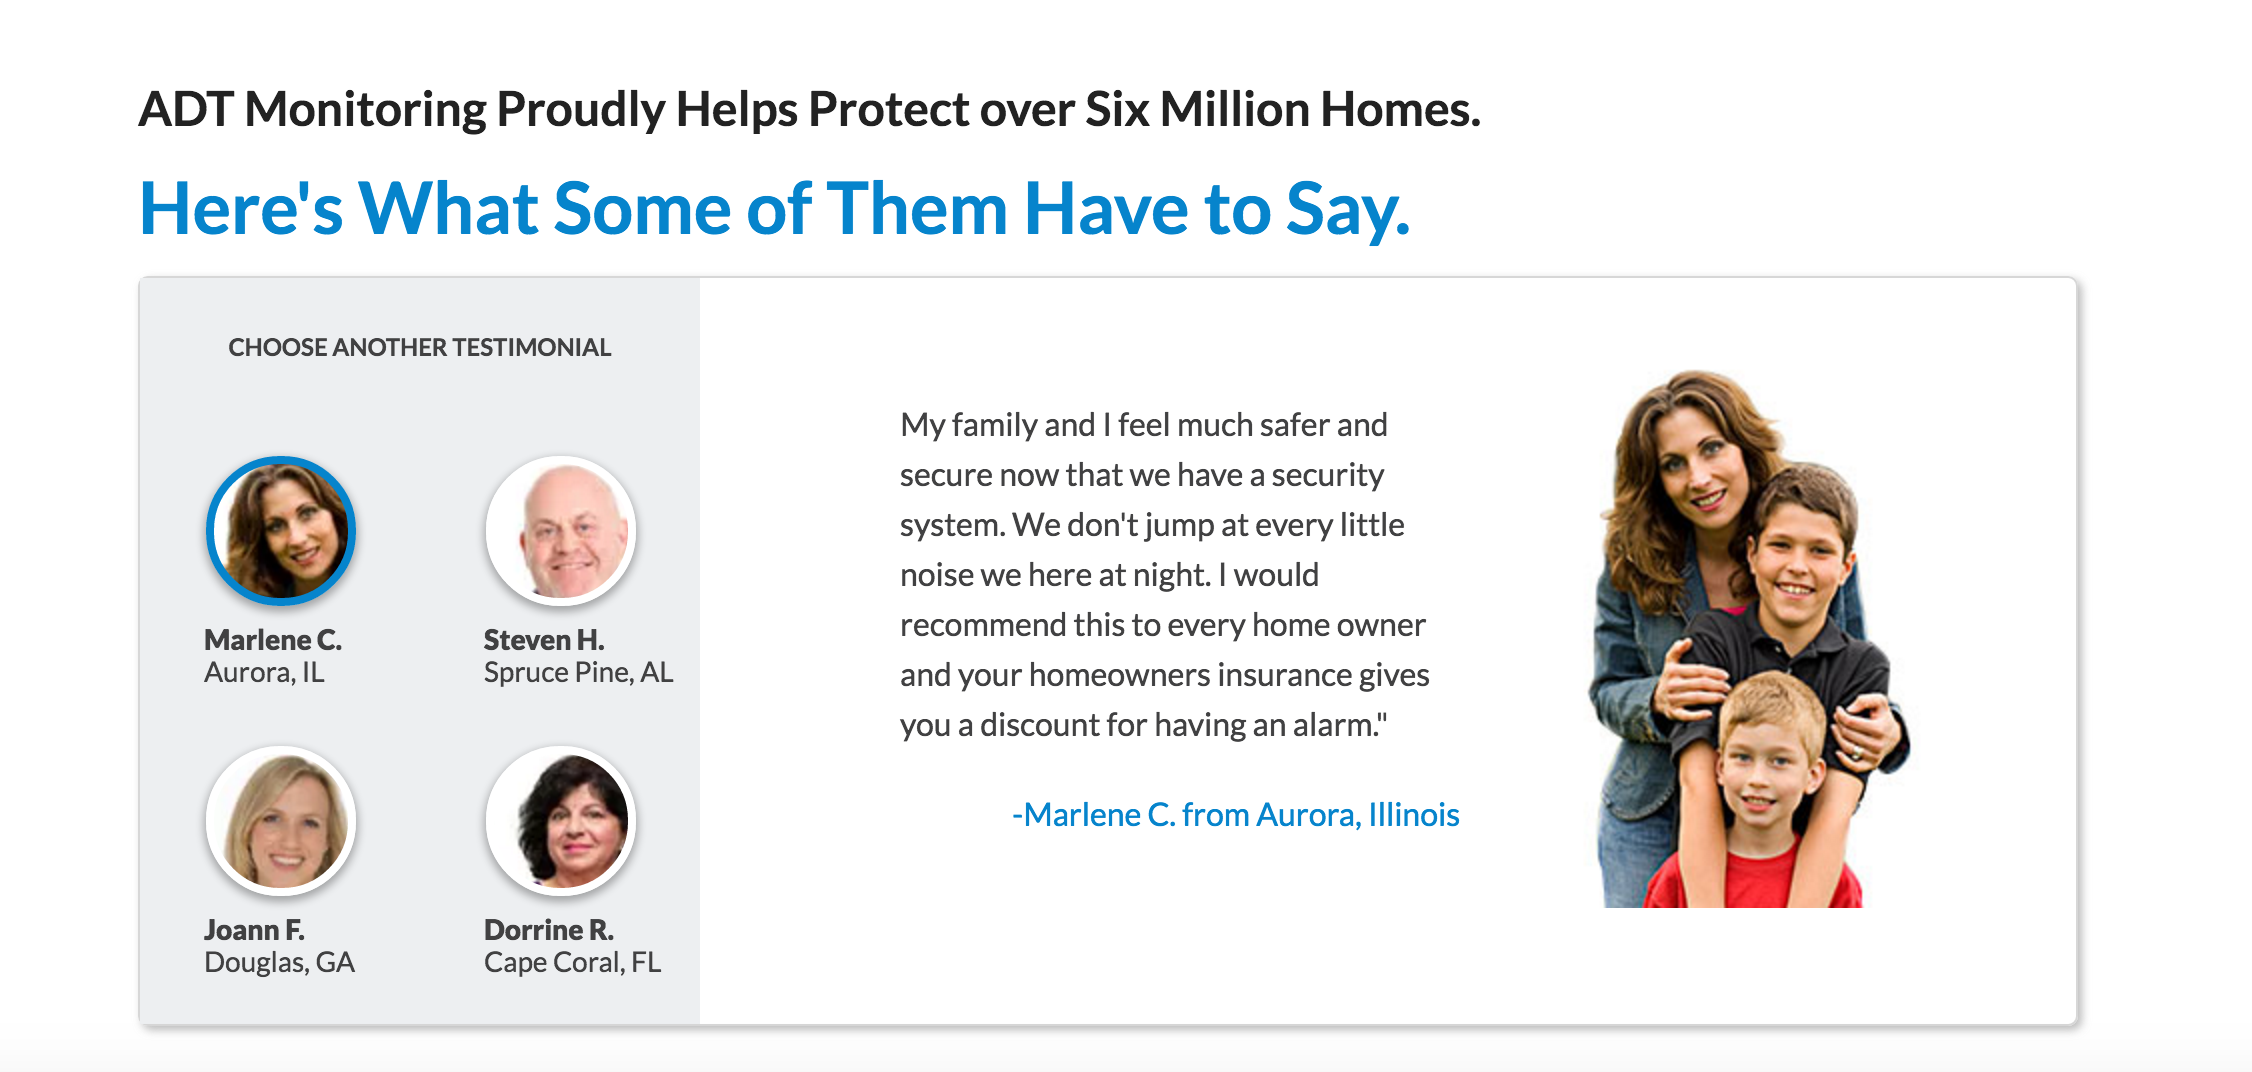 ADT Monitoring Proudly Helps Protect over Six Million Homes.
Here's What Some of Them Have to Say.
CHOOSE ANOTHER TESTIMONIAL
Marlene C.
Aurora, IL
Steven H.
Spruce Pine, AL
Joann F.
Douglas, GA
Dorrine R.
Cape Coral, FL
My family and I feel much safer and
secure now that we have a security
system. We don't jump at every little
noise we here at night. I would
recommend this to every home owner
and your homeowners insurance gives
you a discount for having an alarm."
-Marlene C. from Aurora, Illinois